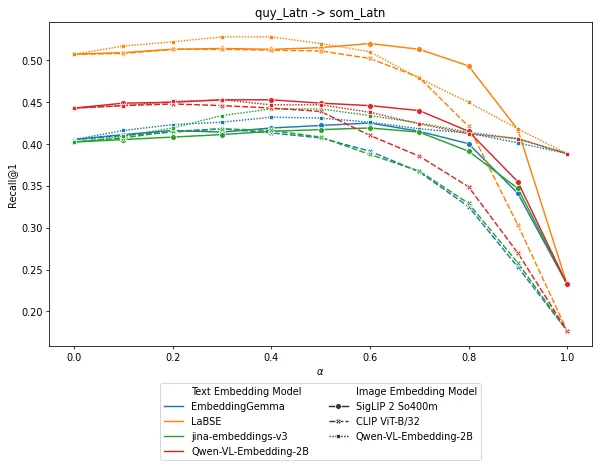 quy_Latn -> som_Latn
Recall@1
0.50
0.45
0.40
0.35
0.30
0.25
0.20
0.0 0.2 0.4 0.6 0.8 1.0
α
Text Embedding Model
EmbeddingGemma
LaBSE
jina-embeddings-v3
Qwen-VL-Embedding-2B
Image Embedding Model
SigLIP 2 So400m
CLIP ViT-B/32
Qwen-VL-Embedding-2B